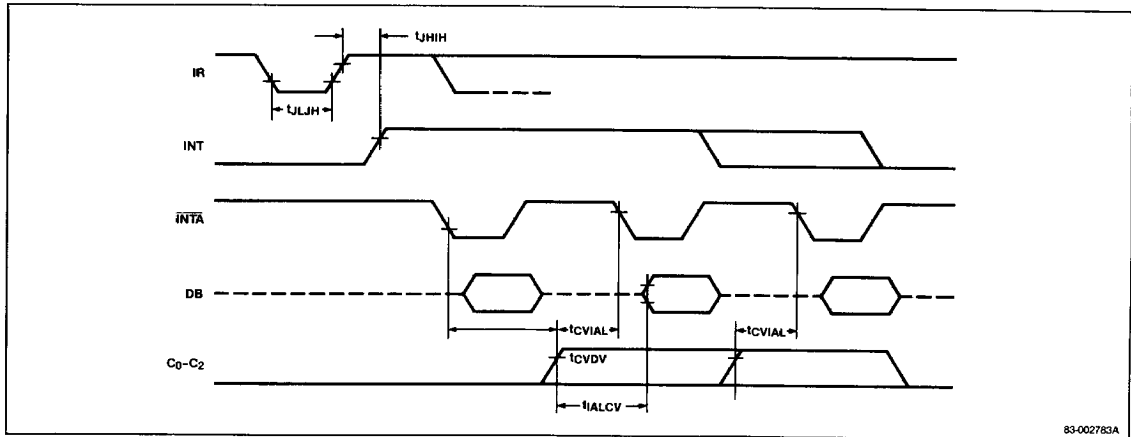 tJHIH
IR
tJLJH
INT
INTA
DB
tCVIAL
tCVIAL
C0-C2
tCVDV
tIALCV
83-002783A